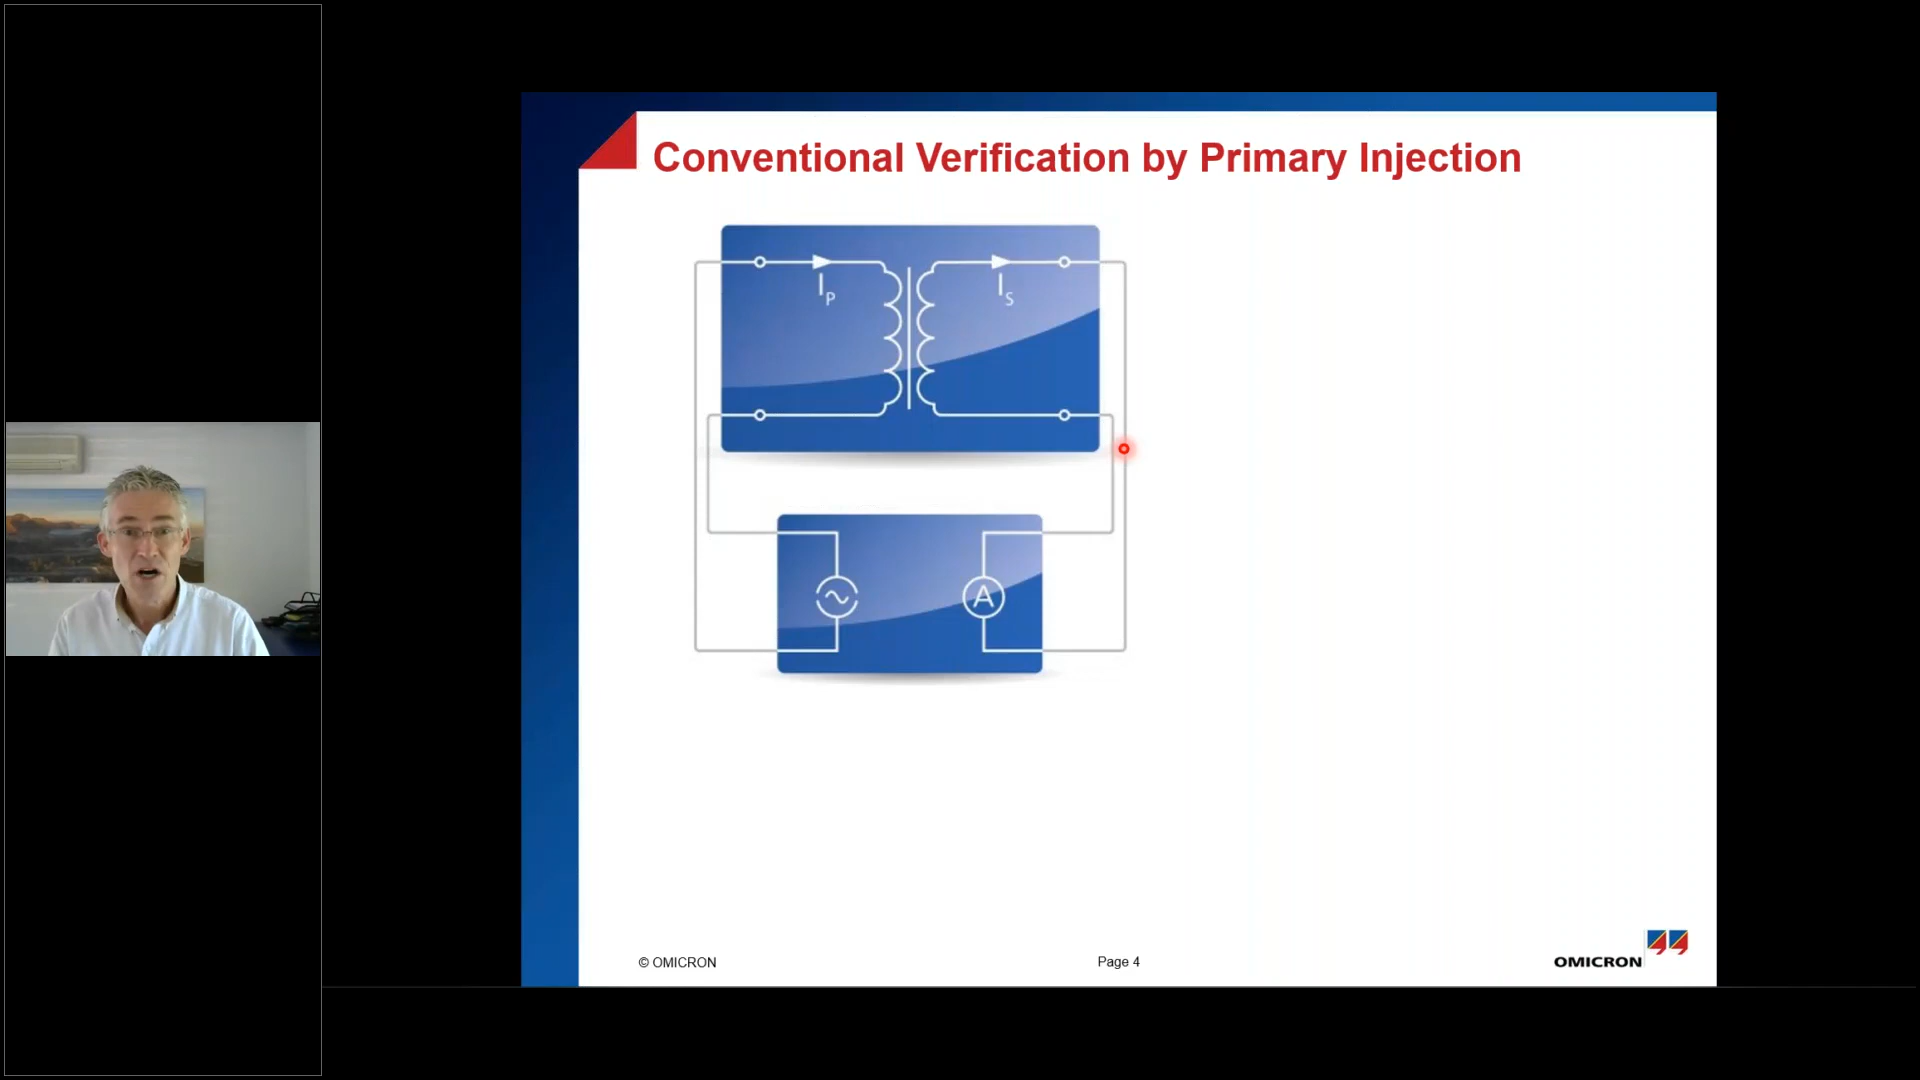 Conventional Verification by Primary Injection
IP
IS
A
© OMICRON
Page 4
OMICRON